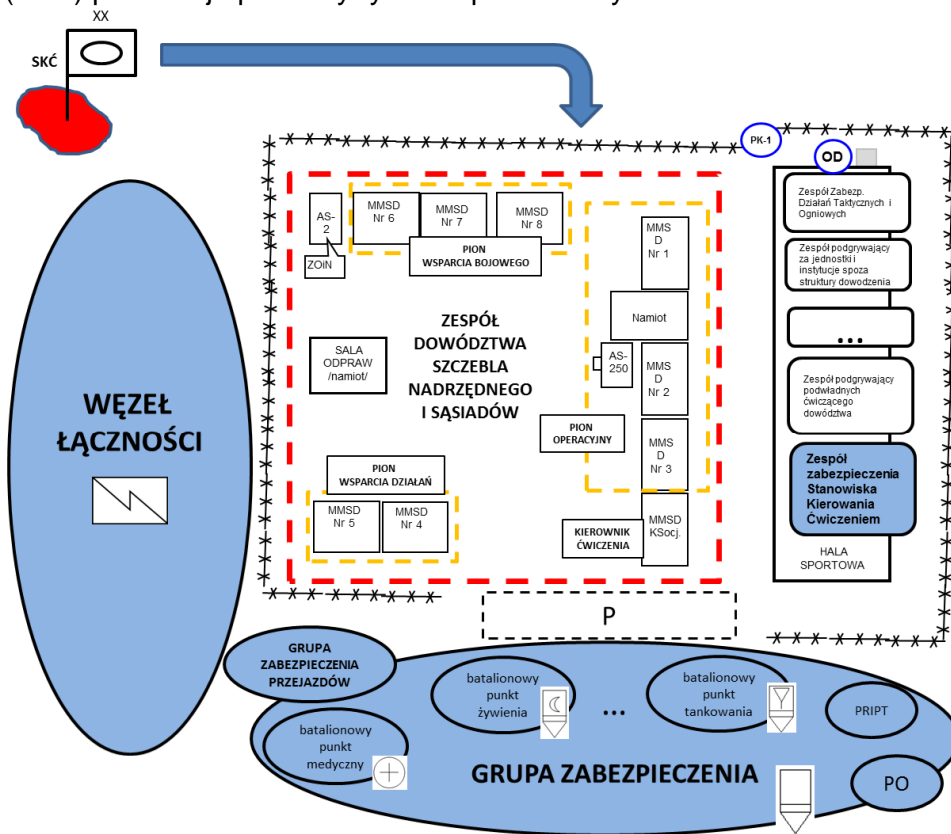 XX
SKĆ
PK-1
OD
Zespół Zabezp.
Działań Taktycznych i
Ogniowych
Zespół podgrywający
za jednostki i
instytucje spoza
struktury dowodzenia
...
Zespół podgrywający
podwładnych
ćwiczącego
dowództwa
Zespół
zabezpieczenia
Stanowiska
Kierowania
Ćwiczeniem
HALA
SPORTOWA
AS-
2
ZOiN
MMSD
Nr 6
MMSD
Nr 7
MMSD
Nr 8
PION
WSPARCIA BOJOWEGO
MMS
D
Nr 1
Namiot
AS-
250
MMS
D
Nr 2
PION
OPERACYJNY
MMS
D
Nr 3
MMSD
KSocj.
KIEROWNIK
ĆWICZENIA
ZESPÓŁ
DOWÓDZTWA
SZCZEBLA
NADRZĘDNEGO
I SĄSIADÓW
SALA
ODPRAW
/namiot/
PION
WSPARCIA DZIAŁAŃ
MMSD
Nr 5
MMSD
Nr 4
WĘZEŁ
ŁĄCZNOŚCI
P
GRUPA
ZABEZPIECZENIA
PRZEJAZDÓW
batalionowy
punkt
żywienia
...
batalionowy
punkt
tankowania
PRIPT
batalionowy
punkt
medyczny
GRUPA ZABEZPIECZENIA
PO